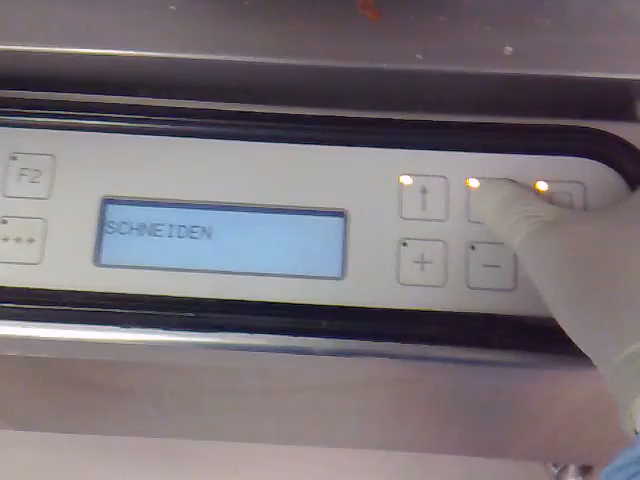 F2
SCHNEIDEN
↑
+++
+
-